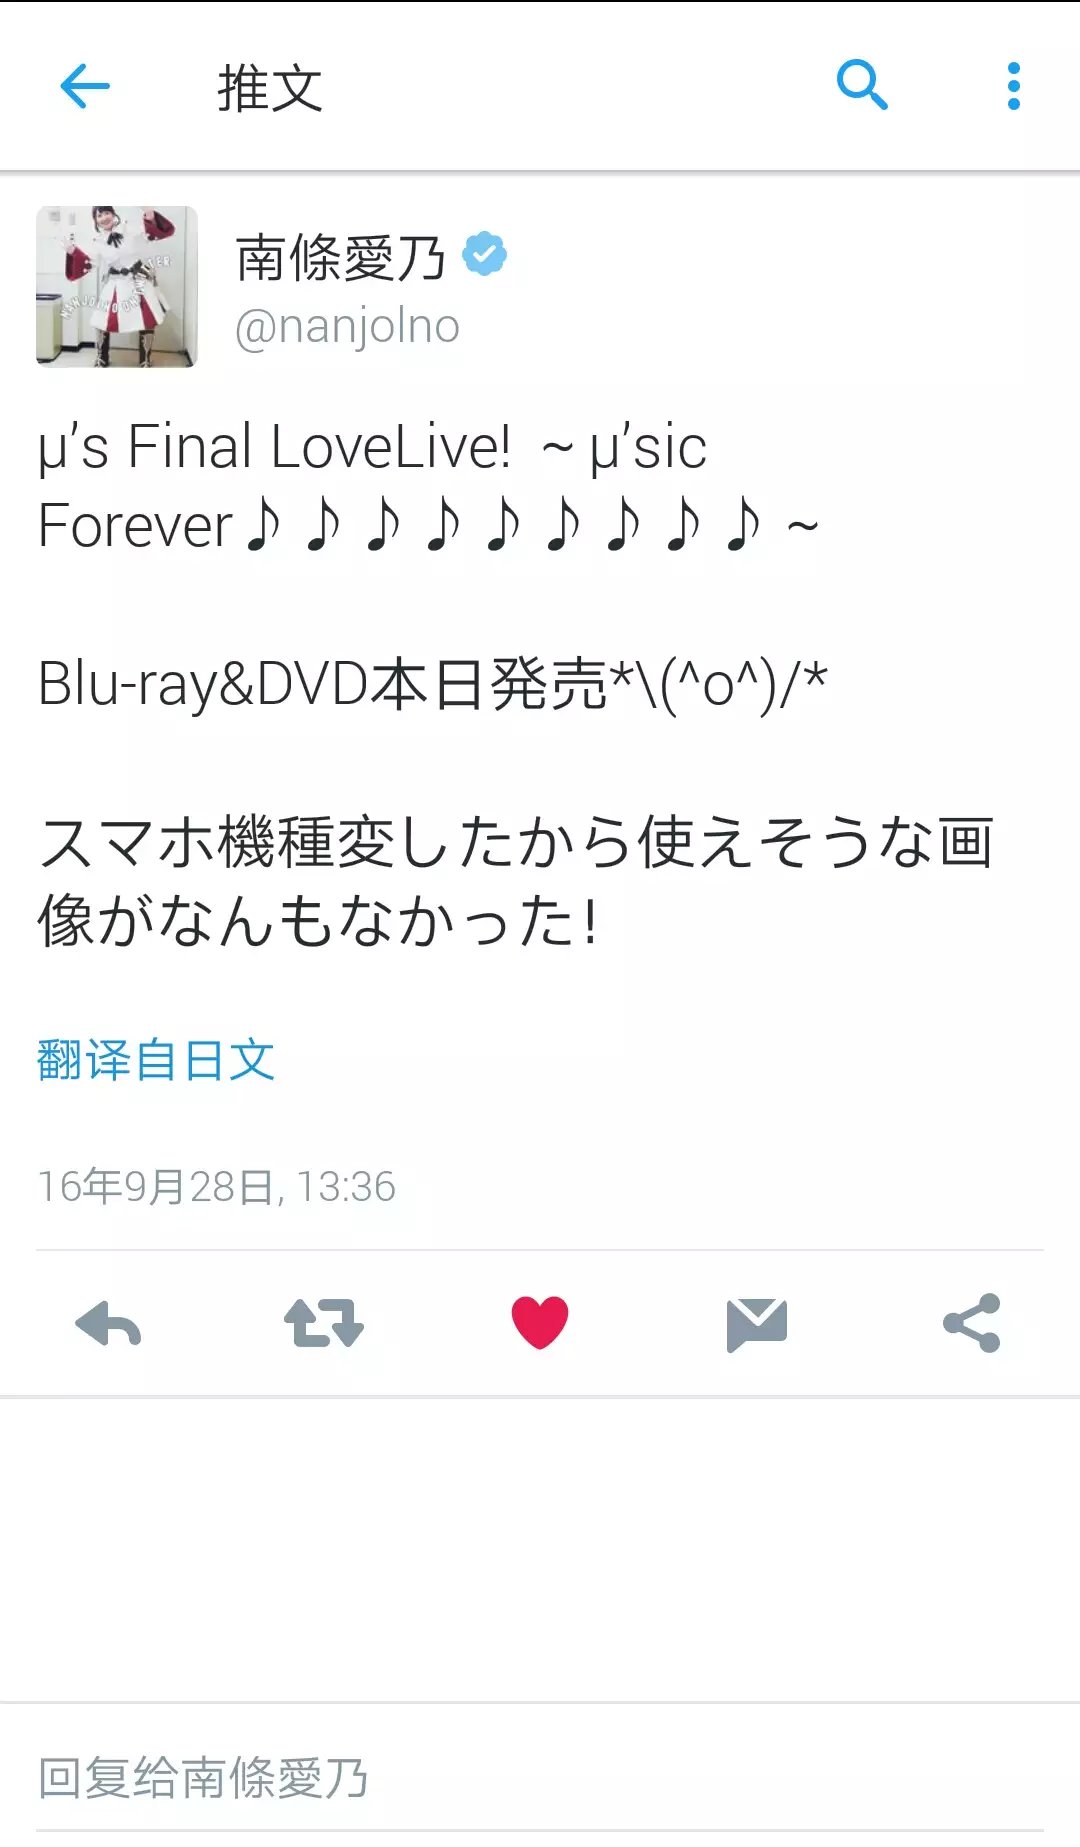 推文
南條愛乃
@nanjolno
μ's Final LoveLive! ~μ'sic
Forever♪♪♪♪♪♪♪♪♪~
Blu-ray&DVD本日発売*\(^o^)/*
スマホ機種変したから使えそうな画
像がなんもなかった!
翻译自日文
16年9月28日, 13:36
回复给南條愛乃